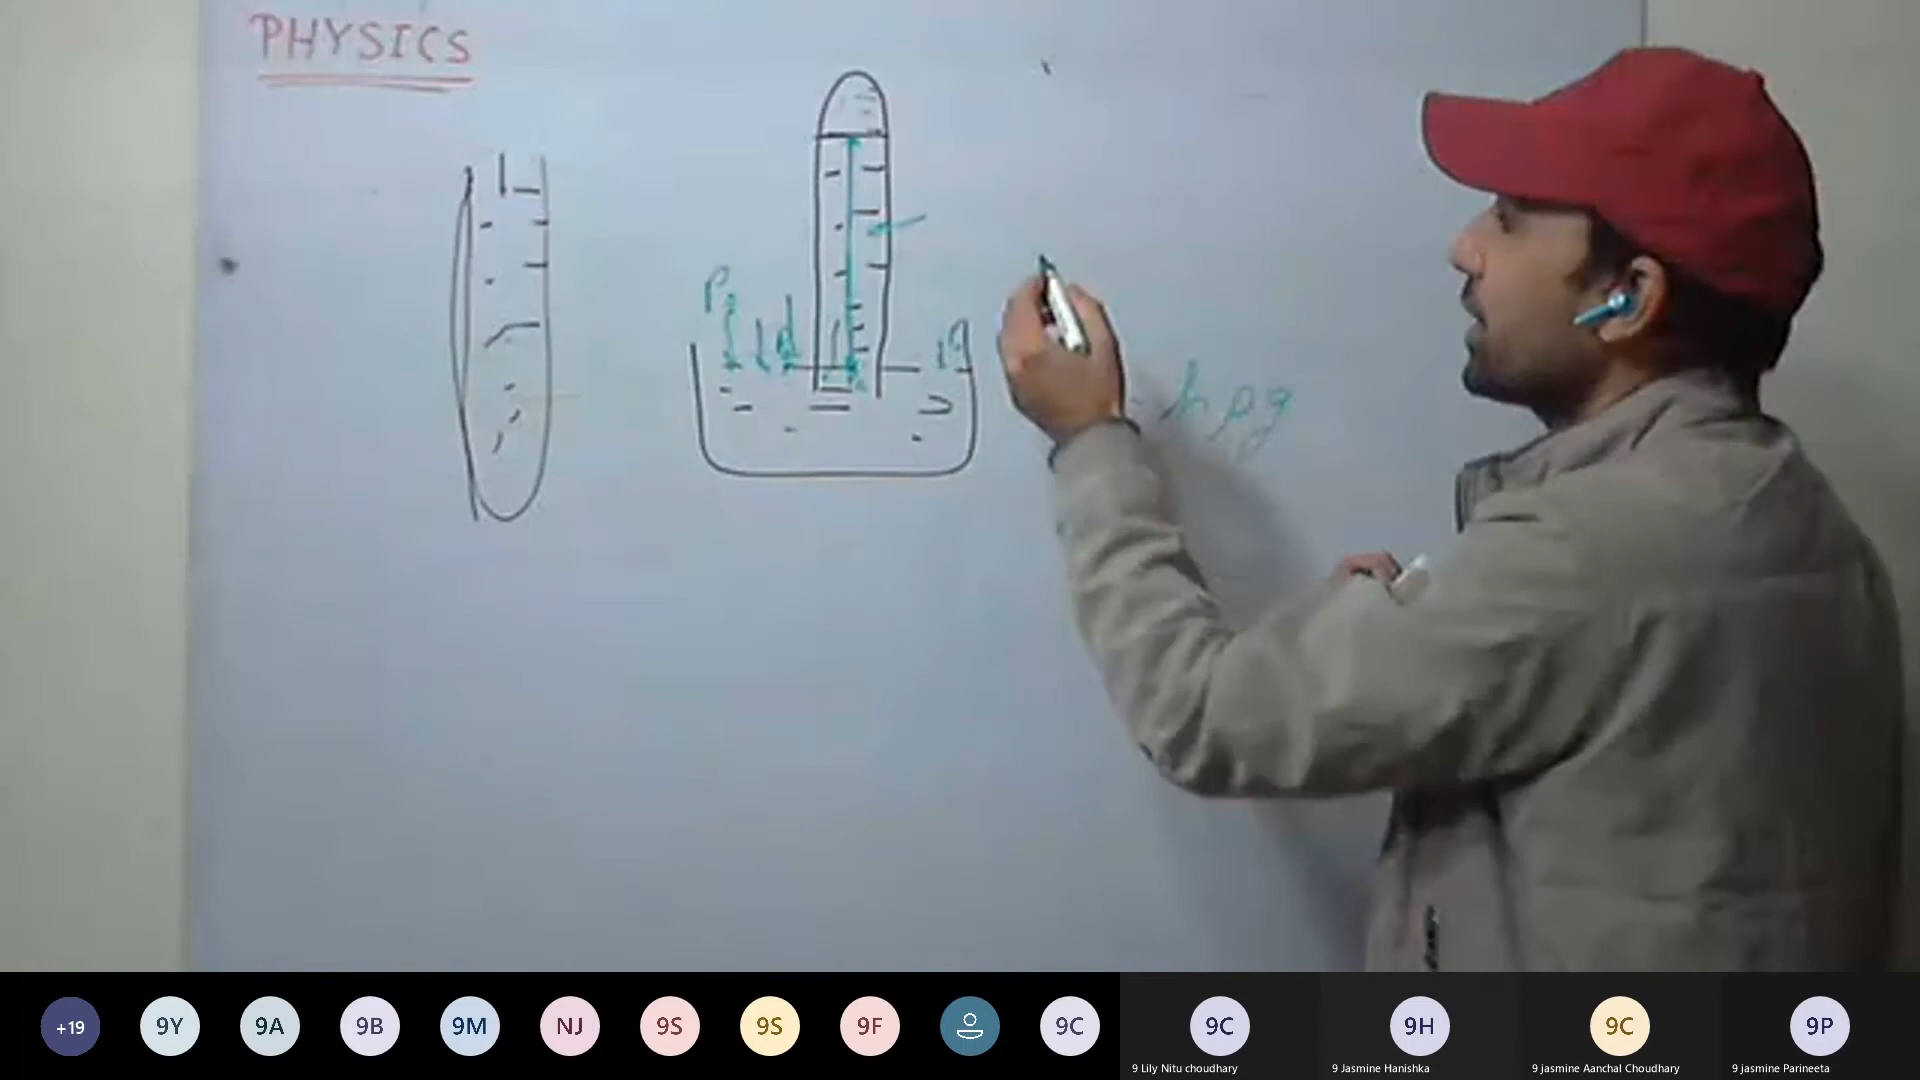 PHYSICS
P
hρg
+19
9Y
9A
9B
9M
NJ
9S
9S
9F
9C
9C
9H
9C
9P
9 Lily Nitu choudhary
9 Jasmine Hanishka
9 jasmine Aanchal Choudhary
9 jasmine Parineeta